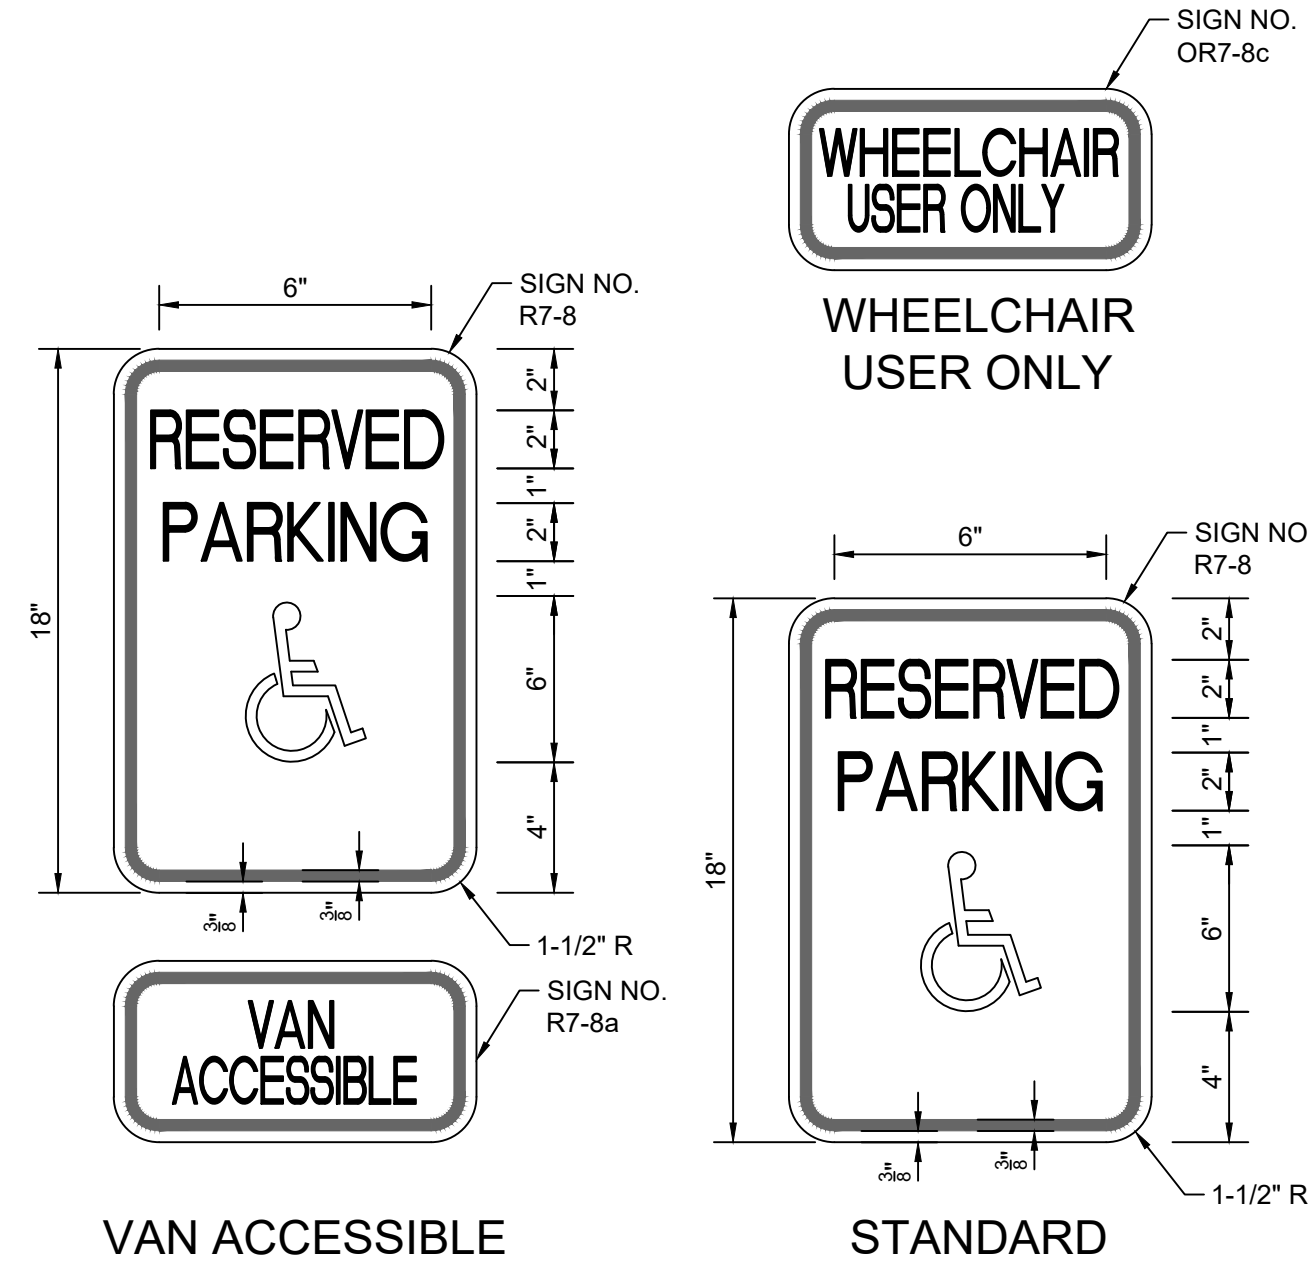 SIGN NO.
OR7-8c
WHEELCHAIR
USER ONLY
WHEELCHAIR
USER ONLY
6"
SIGN NO.
R7-8
18"
RESERVED
PARKING
2"
2"
1"
2"
1"
6"
4"
3/8"
3/8"
1-1/2" R
VAN
ACCESSIBLE
SIGN NO.
R7-8a
VAN ACCESSIBLE
6"
SIGN NO
R7-8
18"
RESERVED
PARKING
2"
2"
1"
2"
1"
6"
4"
3/8"
3/8"
1-1/2" R
STANDARD